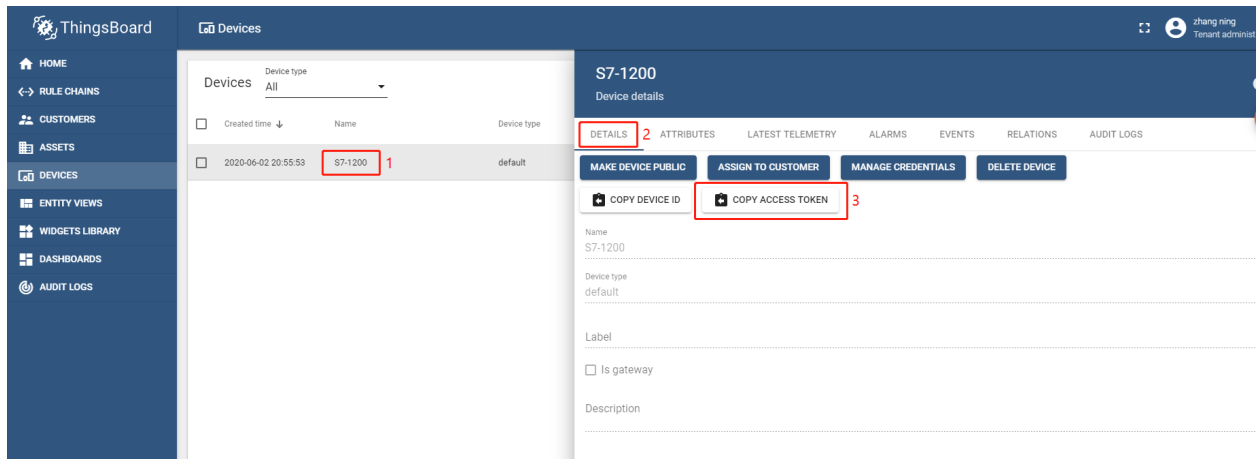 ThingsBoard
Devices
zhang ning
Tenant administ
HOME
RULE CHAINS
CUSTOMERS
ASSETS
DEVICES
ENTITY VIEWS
WIDGETS LIBRARY
DASHBOARDS
AUDIT LOGS
Devices
Device type
All
Created time
Name
Device type
2020-06-02 20:55:53
S7-1200
1
default
S7-1200
Device details
DETAILS
2
ATTRIBUTES
LATEST TELEMETRY
ALARMS
EVENTS
RELATIONS
AUDIT LOGS
MAKE DEVICE PUBLIC
ASSIGN TO CUSTOMER
MANAGE CREDENTIALS
DELETE DEVICE
COPY DEVICE ID
COPY ACCESS TOKEN
3
Name
S7-1200
Device type
default
Label
Is gateway
Description